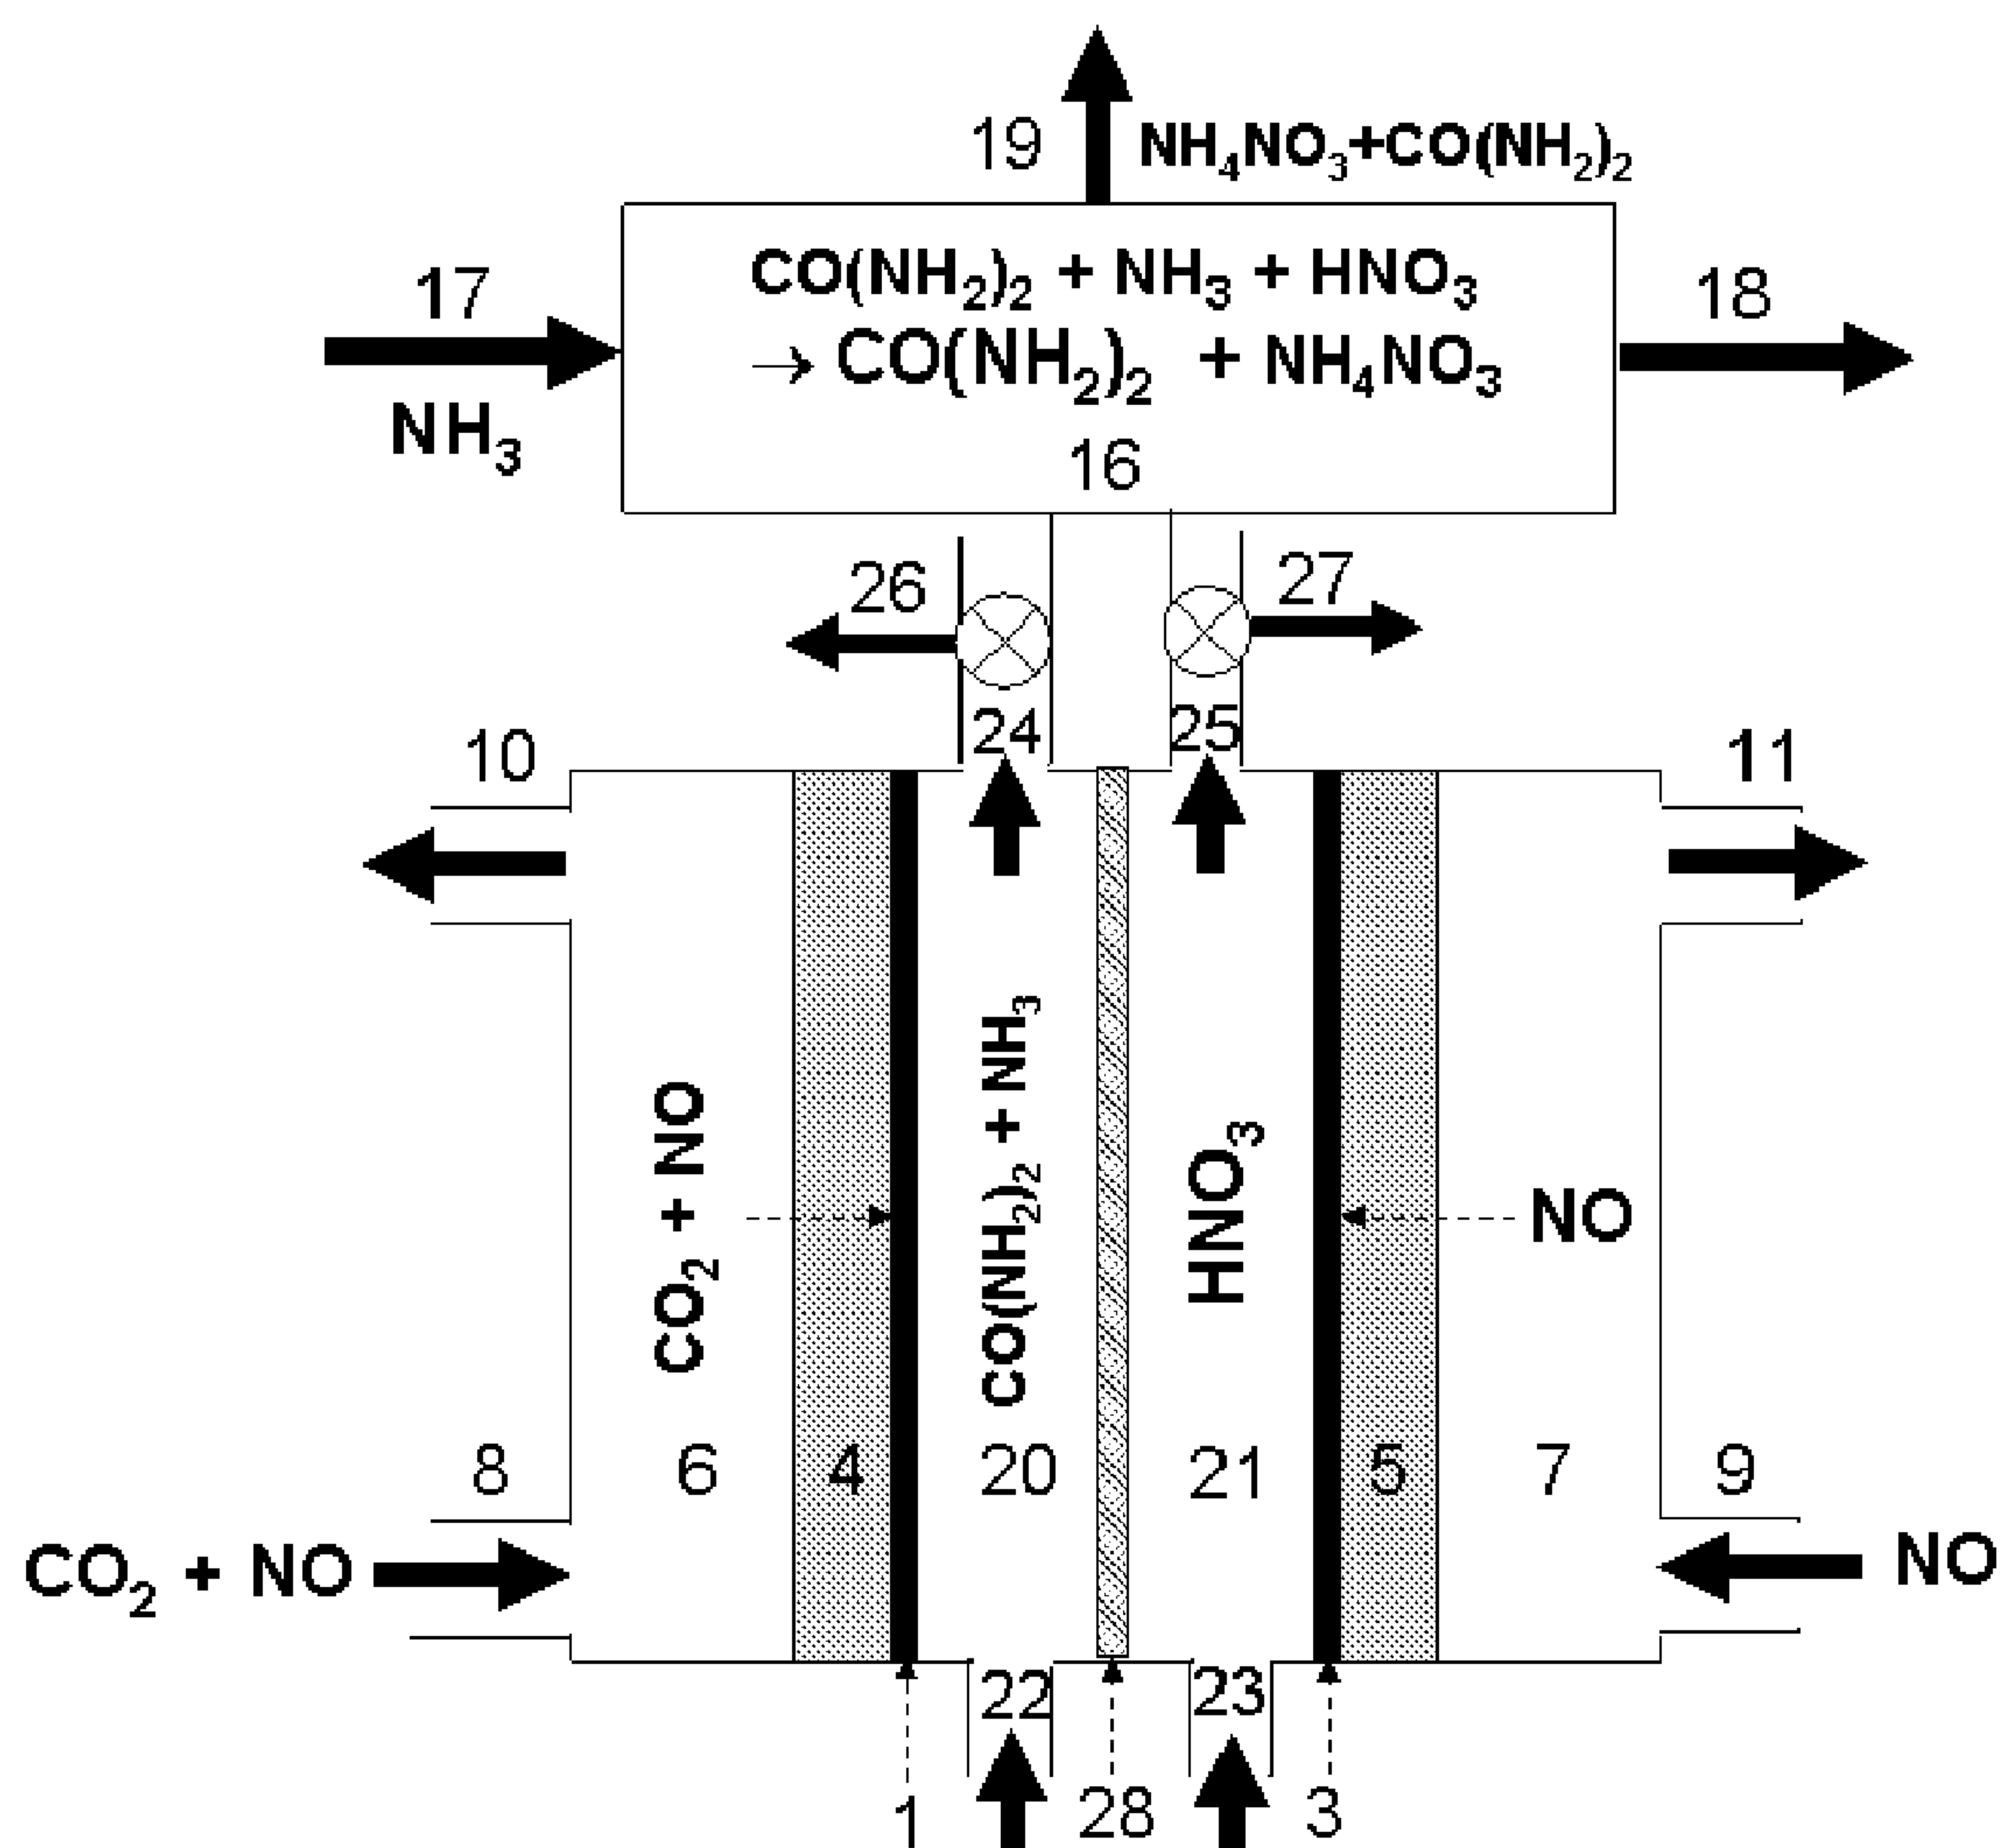 19
NH₄NO₃+CO(NH₂)₂
17
CO(NH₂)₂ + NH₃ + HNO₃
18
→ CO(NH₂)₂ + NH₄NO₃
NH₃
16
26
27
24
25
10
11
CO₂ + NO
CO(NH₂)₂ + NH₃
HNO₃
NO
8
6
4
20
21
5
7
9
CO₂ + NO
NO
22
23
1
28
3